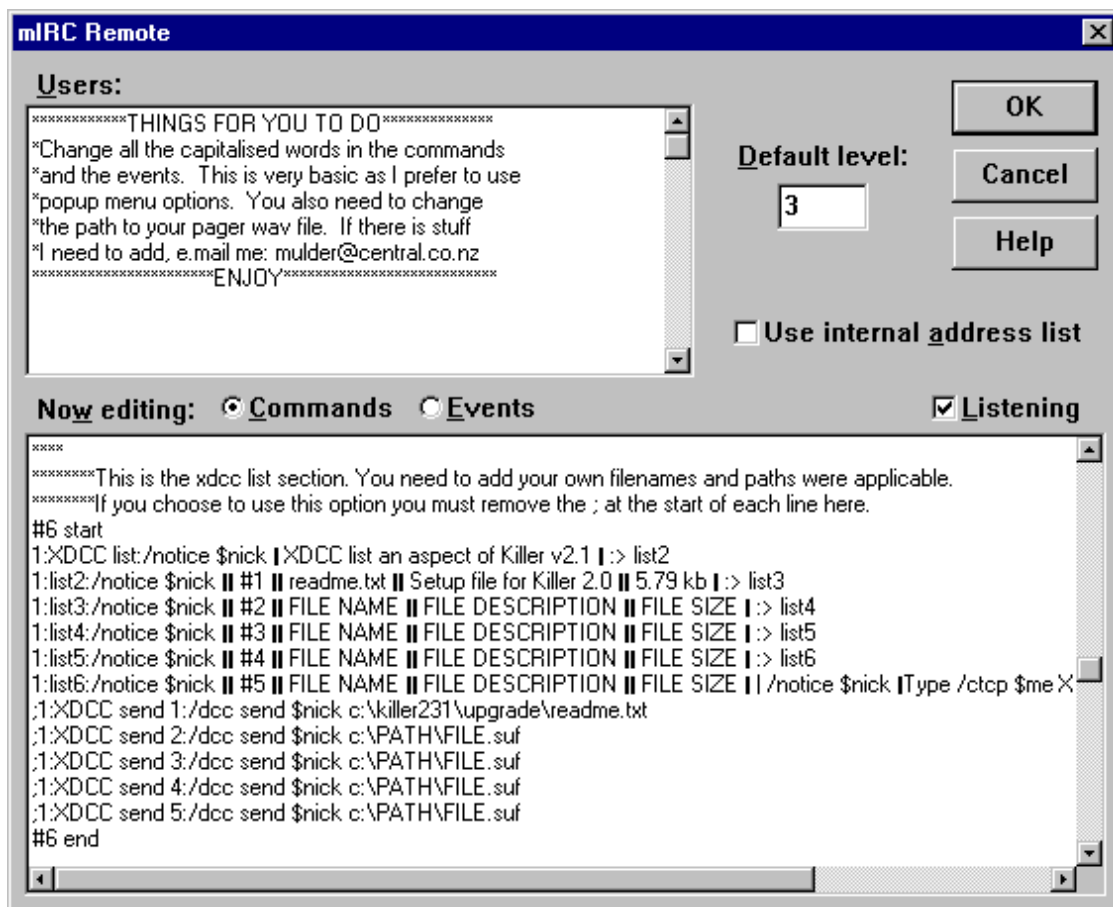 mIRC Remote
Users:
************THINGS FOR YOU TO DO**************
*Change all the capitalised words in the commands
*and the events.  This is very basic as I prefer to use
*popup menu options.  You also need to change
*the path to your pager wav file.  If there is stuff
*I need to add, e.mail me: mulder@central.co.nz
***********************ENJOY***************************
Default level:
3
OK
Cancel
Help
Use internal address list
Now editing: Commands Events Listening
****
********This is the xdcc list section. You need to add your own filenames and paths were applicable.
********If you choose to use this option you must remove the ; at the start of each line here.
#6 start
1:XDCC list:/notice $nick | XDCC list an aspect of Killer v2.1 | :> list2
1:list2:/notice $nick || #1 || readme.txt || Setup file for Killer 2.0 || 5.79 kb | :> list3
1:list3:/notice $nick || #2 || FILE NAME || FILE DESCRIPTION || FILE SIZE | :> list4
1:list4:/notice $nick || #3 || FILE NAME || FILE DESCRIPTION || FILE SIZE | :> list5
1:list5:/notice $nick || #4 || FILE NAME || FILE DESCRIPTION || FILE SIZE | :> list6
1:list6:/notice $nick || #5 || FILE NAME || FILE DESCRIPTION || FILE SIZE | | /notice $nick |Type /ctcp $me X
;1:XDCC send 1:/dcc send $nick c:\killer231\upgrade\readme.txt
;1:XDCC send 2:/dcc send $nick c:\PATH\FILE.suf
;1:XDCC send 3:/dcc send $nick c:\PATH\FILE.suf
;1:XDCC send 4:/dcc send $nick c:\PATH\FILE.suf
;1:XDCC send 5:/dcc send $nick c:\PATH\FILE.suf
#6 end